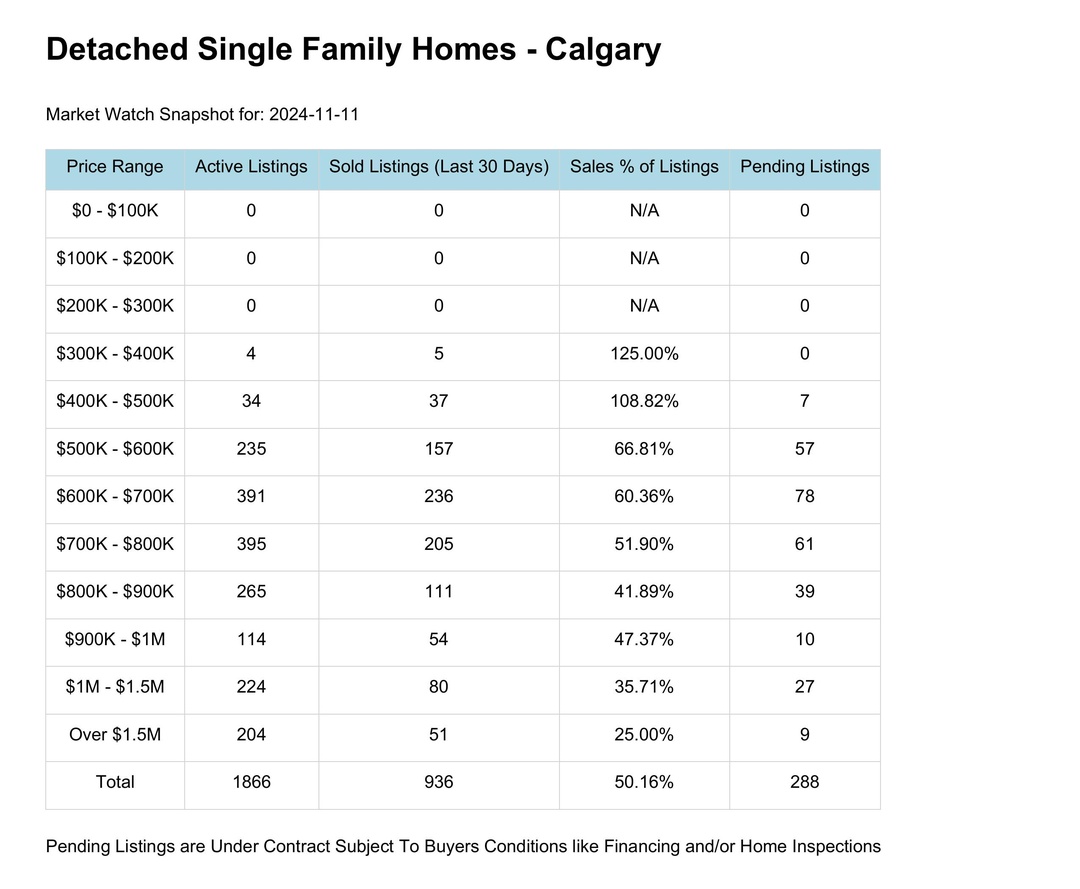 Detached Single Family Homes - Calgary
Market Watch Snapshot for: 2024-11-11
Price Range Active Listings Sold Listings (Last 30 Days) Sales % of Listings Pending Listings
$0 - $100K 0 0 N/A 0
$100K - $200K 0 0 N/A 0
$200K - $300K 0 0 N/A 0
$300K - $400K 4 5 125.00% 0
$400K - $500K 34 37 108.82% 7
$500K - $600K 235 157 66.81% 57
$600K - $700K 391 236 60.36% 78
$700K - $800K 395 205 51.90% 61
$800K - $900K 265 111 41.89% 39
$900K - $1M 114 54 47.37% 10
$1M - $1.5M 224 80 35.71% 27
Over $1.5M 204 51 25.00% 9
Total 1866 936 50.16% 288
Pending Listings are Under Contract Subject To Buyers Conditions like Financing and/or Home Inspections